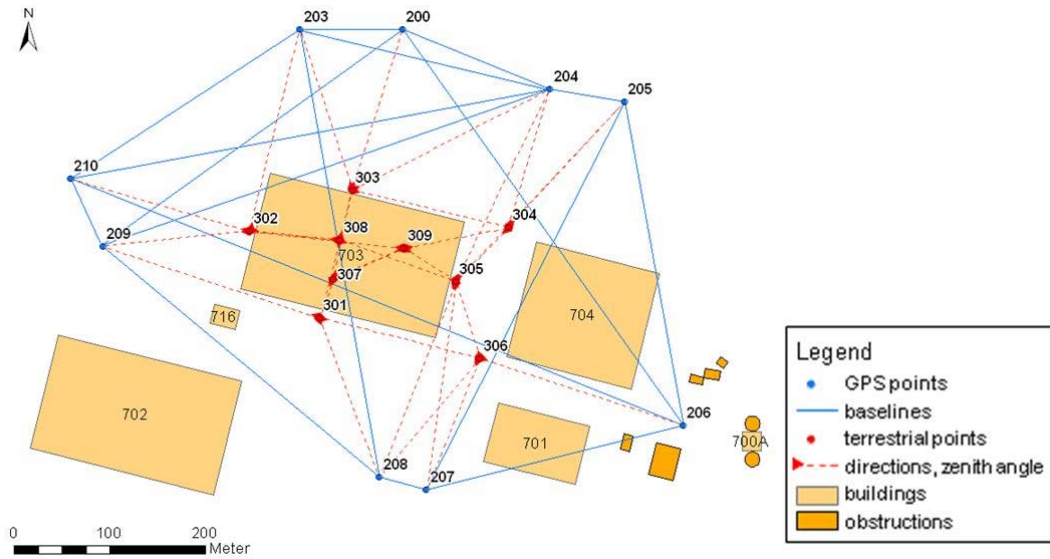 N
203
200
204
205
210
303
302
308
304
209
309
703
305
307
301
716
704
306
702
206
701
700A
208
207
0 100 200
Meter
Legend
GPS points
baselines
terrestrial points
directions, zenith angle
buildings
obstructions